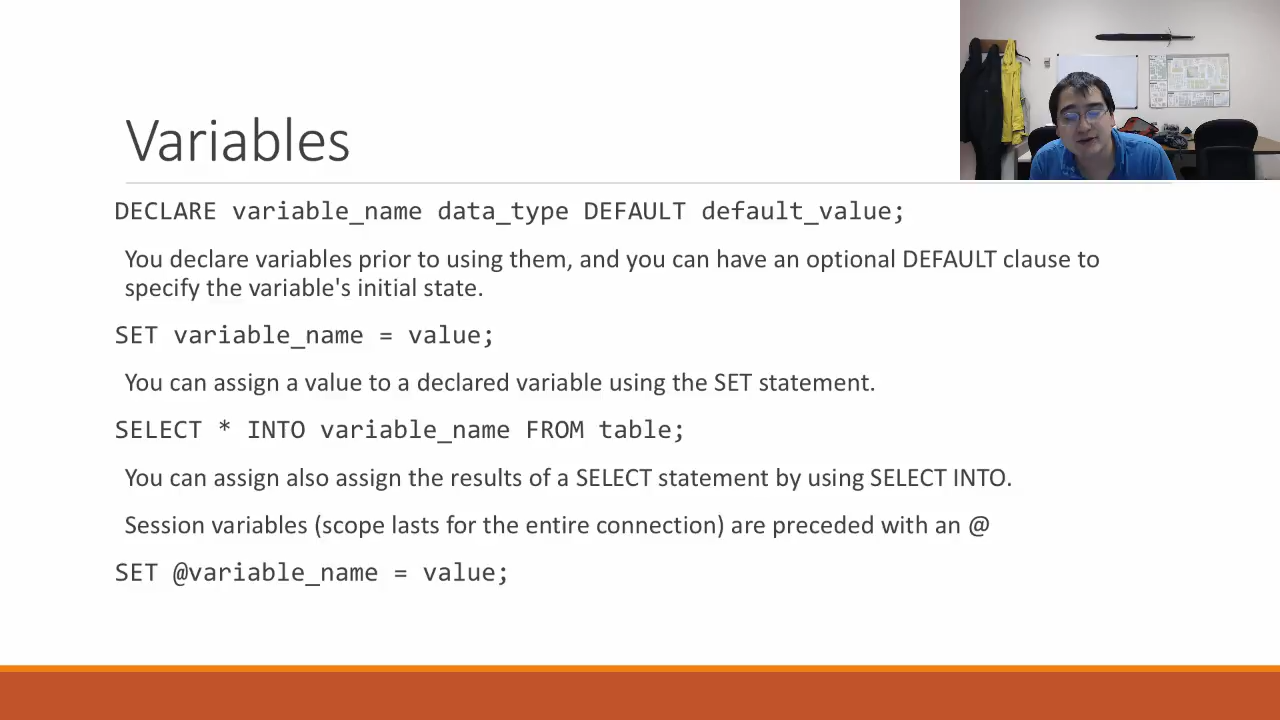 Variables
DECLARE variable_name data_type DEFAULT default_value;
You declare variables prior to using them, and you can have an optional DEFAULT clause to
specify the variable's initial state.
SET variable_name = value;
You can assign a value to a declared variable using the SET statement.
SELECT * INTO variable_name FROM table;
You can assign also assign the results of a SELECT statement by using SELECT INTO.
Session variables (scope lasts for the entire connection) are preceded with an @
SET @variable_name = value;